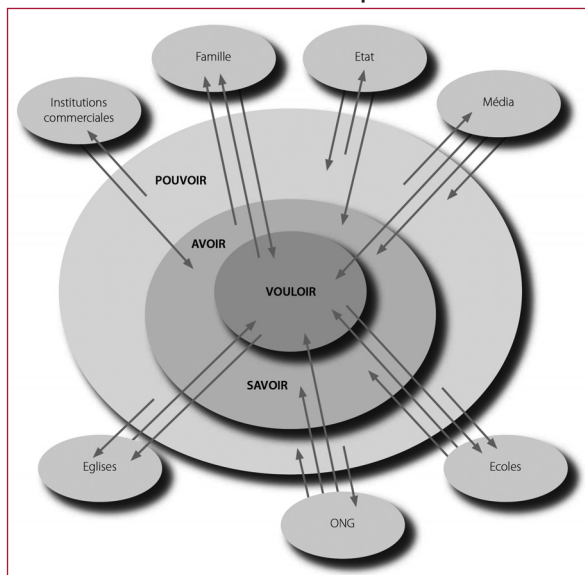 Famille
Etat
Institutions
commerciales
Média
POUVOIR
AVOIR
VOULOIR
SAVOIR
Eglises
Ecoles
ONG